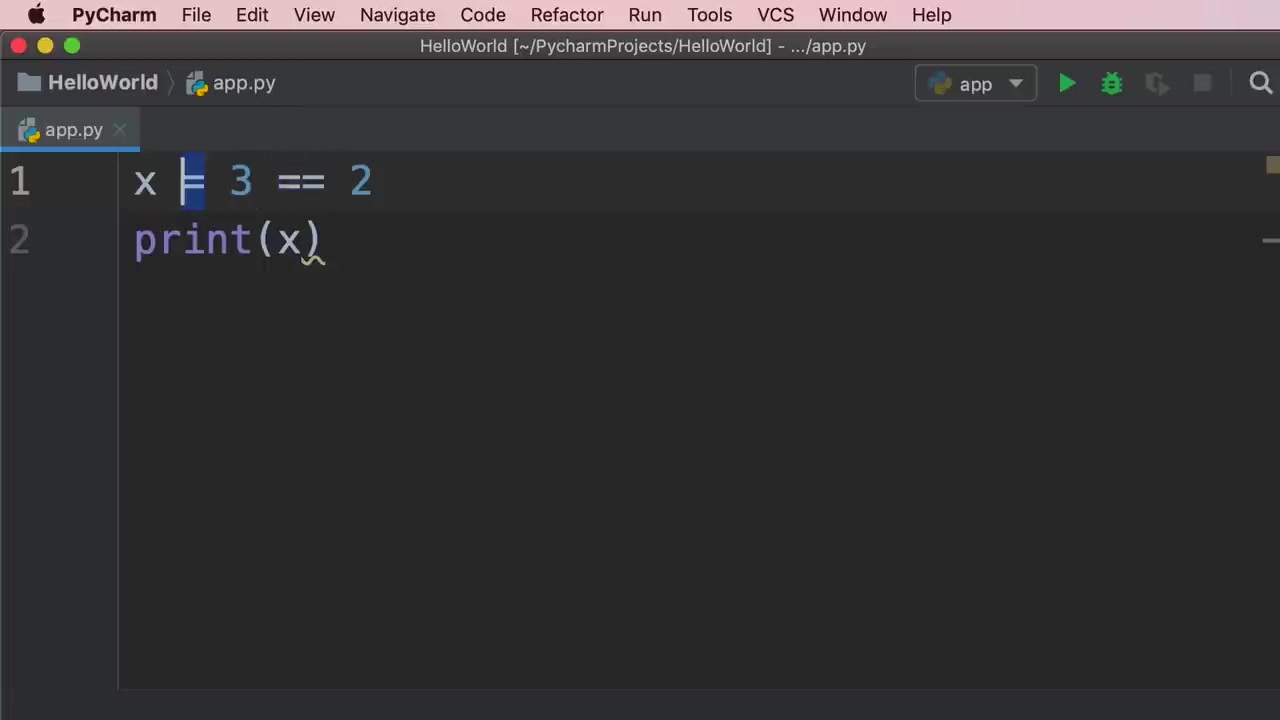 PyCharm File Edit View Navigate Code Refactor Run Tools VCS Window Help
HelloWorld [~/PycharmProjects/HelloWorld] - .../app.py
HelloWorld app.py app
app.py
1 x = 3 == 2
2 print(x)